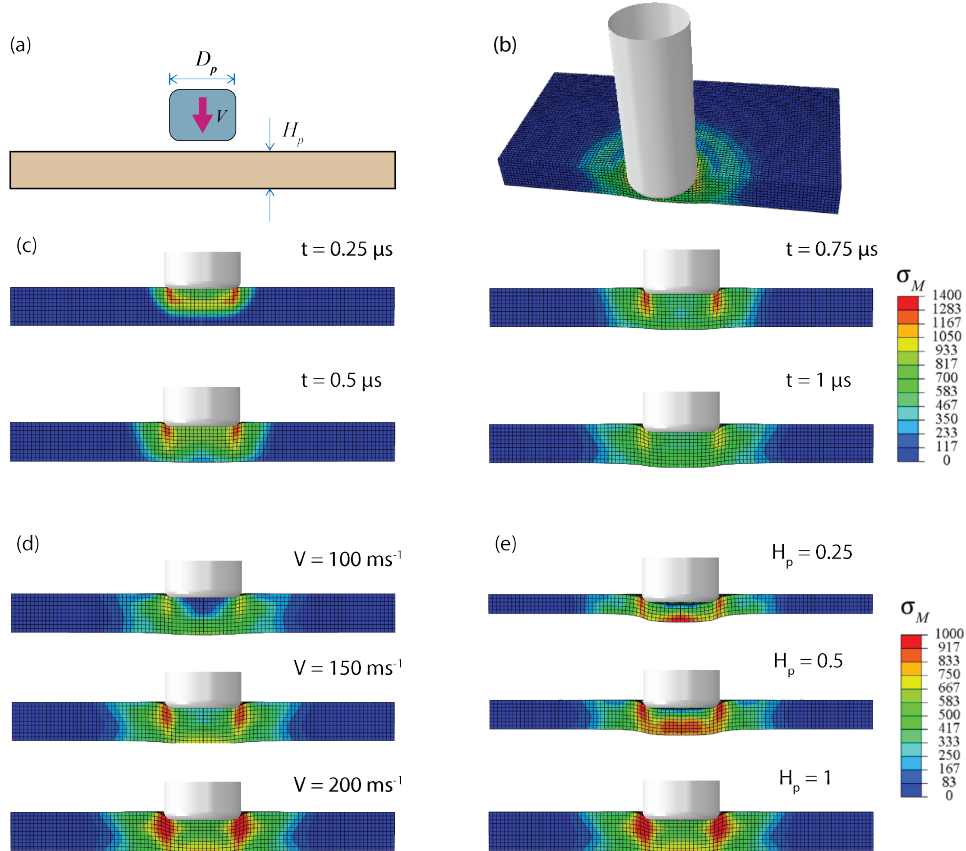 (a)
D_p
V
H_p
(b)
(c)
t = 0.25 μs
t = 0.75 μs
t = 0.5 μs
t = 1 μs
σ_M
1400
1283
1167
1050
933
817
700
583
467
350
233
117
0
(d)
V = 100 ms⁻¹
V = 150 ms⁻¹
V = 200 ms⁻¹
(e)
H_p = 0.25
H_p = 0.5
H_p = 1
σ_M
1000
917
833
750
667
583
500
417
333
250
167
83
0